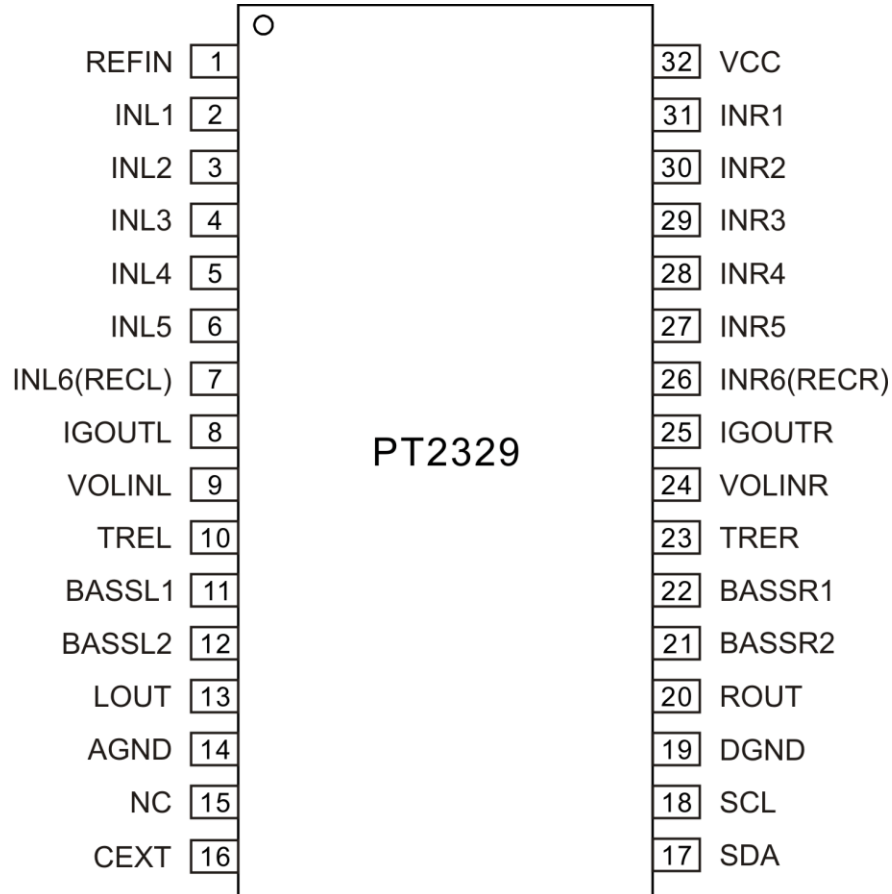 REFIN 1 32 VCC
INL1 2 31 INR1
INL2 3 30 INR2
INL3 4 29 INR3
INL4 5 28 INR4
INL5 6 27 INR5
INL6(RECL) 7 26 INR6(RECR)
IGOUTL 8 25 IGOUTR
PT2329
VOLINL 9 24 VOLINR
TREL 10 23 TRER
BASSL1 11 22 BASSR1
BASSL2 12 21 BASSR2
LOUT 13 20 ROUT
AGND 14 19 DGND
NC 15 18 SCL
CEXT 16 17 SDA